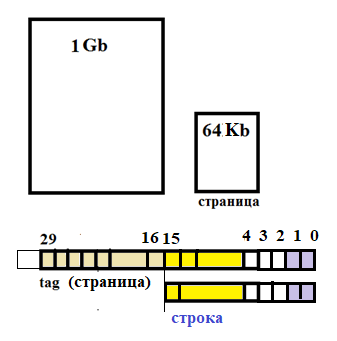 1 Gb
64 Kb
страница
29 16 15 4 3 2 1 0
tag (страница)
строка